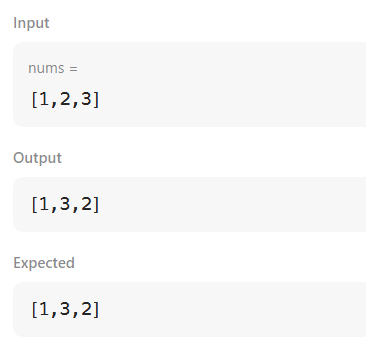 Input
nums =
[1,2,3]
Output
[1,3,2]
Expected
[1,3,2]